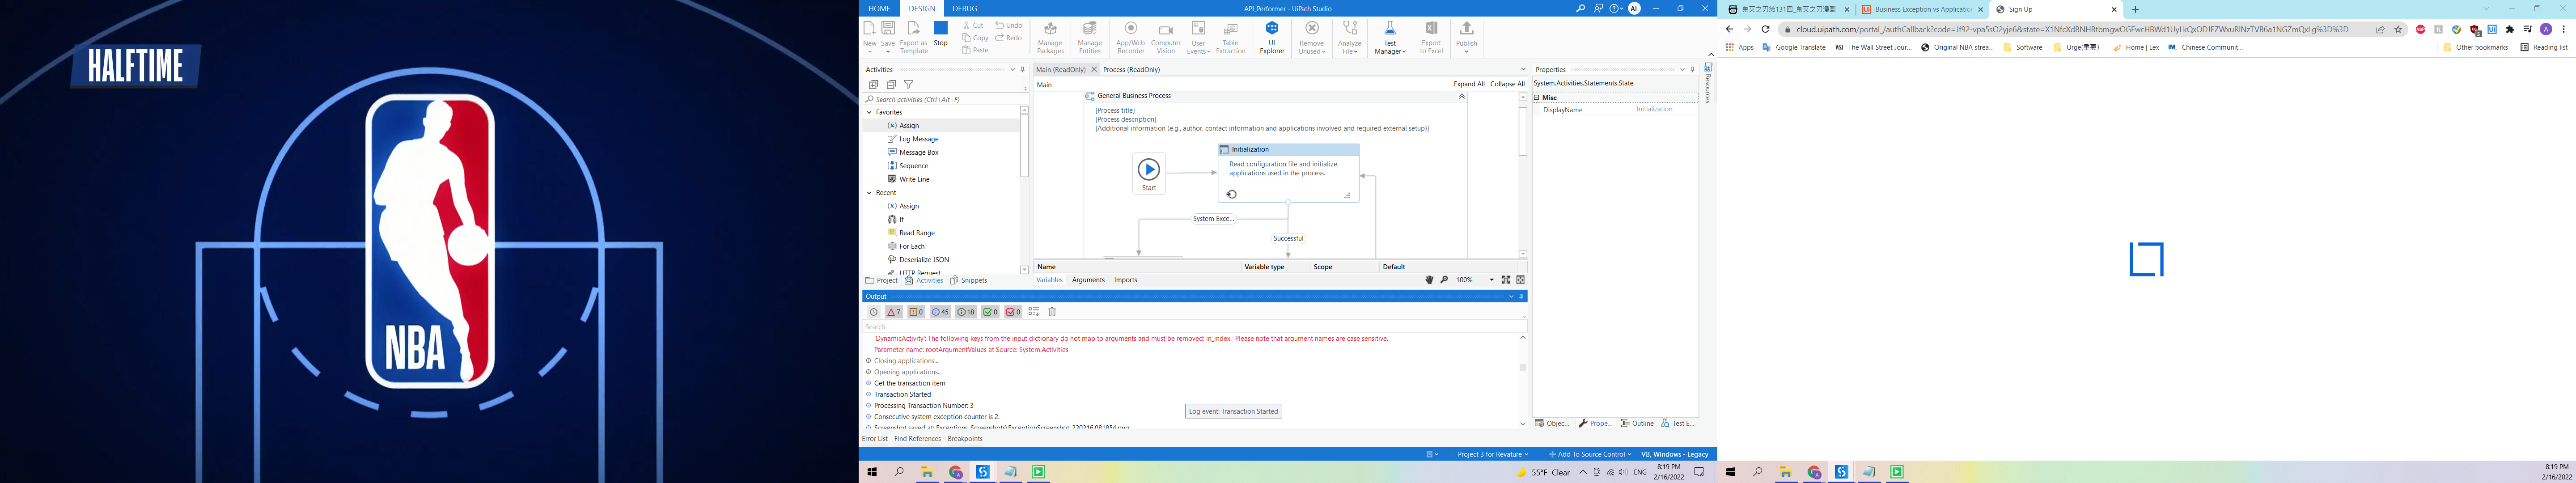 HALFTIME
NBA
HOME DESIGN DEBUG
API_Performer - UiPath Studio
AL
New
Save
Export as Template
Stop
Cut
Copy
Paste
Undo
Redo
Manage Packages
Manage Entities
App/Web Recorder
Computer Vision
User Events
Table Extraction
UI Explorer
Remove Unused
Analyze File
Test Manager
Export to Excel
Publish
Activities
Search activities (Ctrl+Alt+F)
Favorites
Assign
Log Message
Message Box
Sequence
Write Line
Recent
Assign
If
Read Range
For Each
Deserialize JSON
HTTP Request
Project Activities Snippets
Main (ReadOnly) Process (ReadOnly)
Main
Expand All Collapse All
General Business Process
[Process title]
[Process description]
[Additional information (e.g., author, contact information and applications involved and required external setup)]
Start
Initialization
Read configuration file and initialize
applications used in the process.
System Exce...
Successful
Name Variable type Scope Default
Variables Arguments Imports
100%
Properties
System.Activities.Statements.State
Misc
DisplayName Initialization
Resources
Objec... Prope... Outline Test E...
Output
7 0 45 18 0 0
Search
'DynamicActivity': The following keys from the input dictionary do not map to arguments and must be removed: in_index. Please note that argument names are case sensitive.
Parameter name: rootArgumentValues at Source: System.Activities
Closing applications...
Opening applications...
Get the transaction item
Transaction Started
Processing Transaction Number: 3
Log event: Transaction Started
Consecutive system exception counter is 2.
Screenshot saved at: Exceptions_Screenshots\ExceptionScreenshot_220216.081854.png
Error List Find References Breakpoints
Project 3 for Revature Add To Source Control VB, Windows - Legacy
55°F Clear ENG 8:19 PM
2/16/2022
鬼灭之刃第131回_鬼灭之刃漫画
Business Exception vs Application
Sign Up
Apps Google Translate The Wall Street Jour... Original NBA strea... Software Urge(重要) Home | Lex Chinese Communit... Other bookmarks Reading list
8:19 PM
2/16/2022